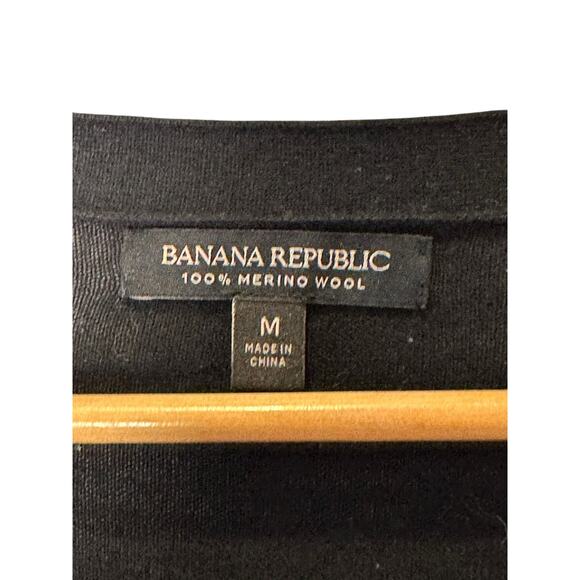 BANANA REPUBLIC
100% MERINO WOOL
M
MADE IN
CHINA